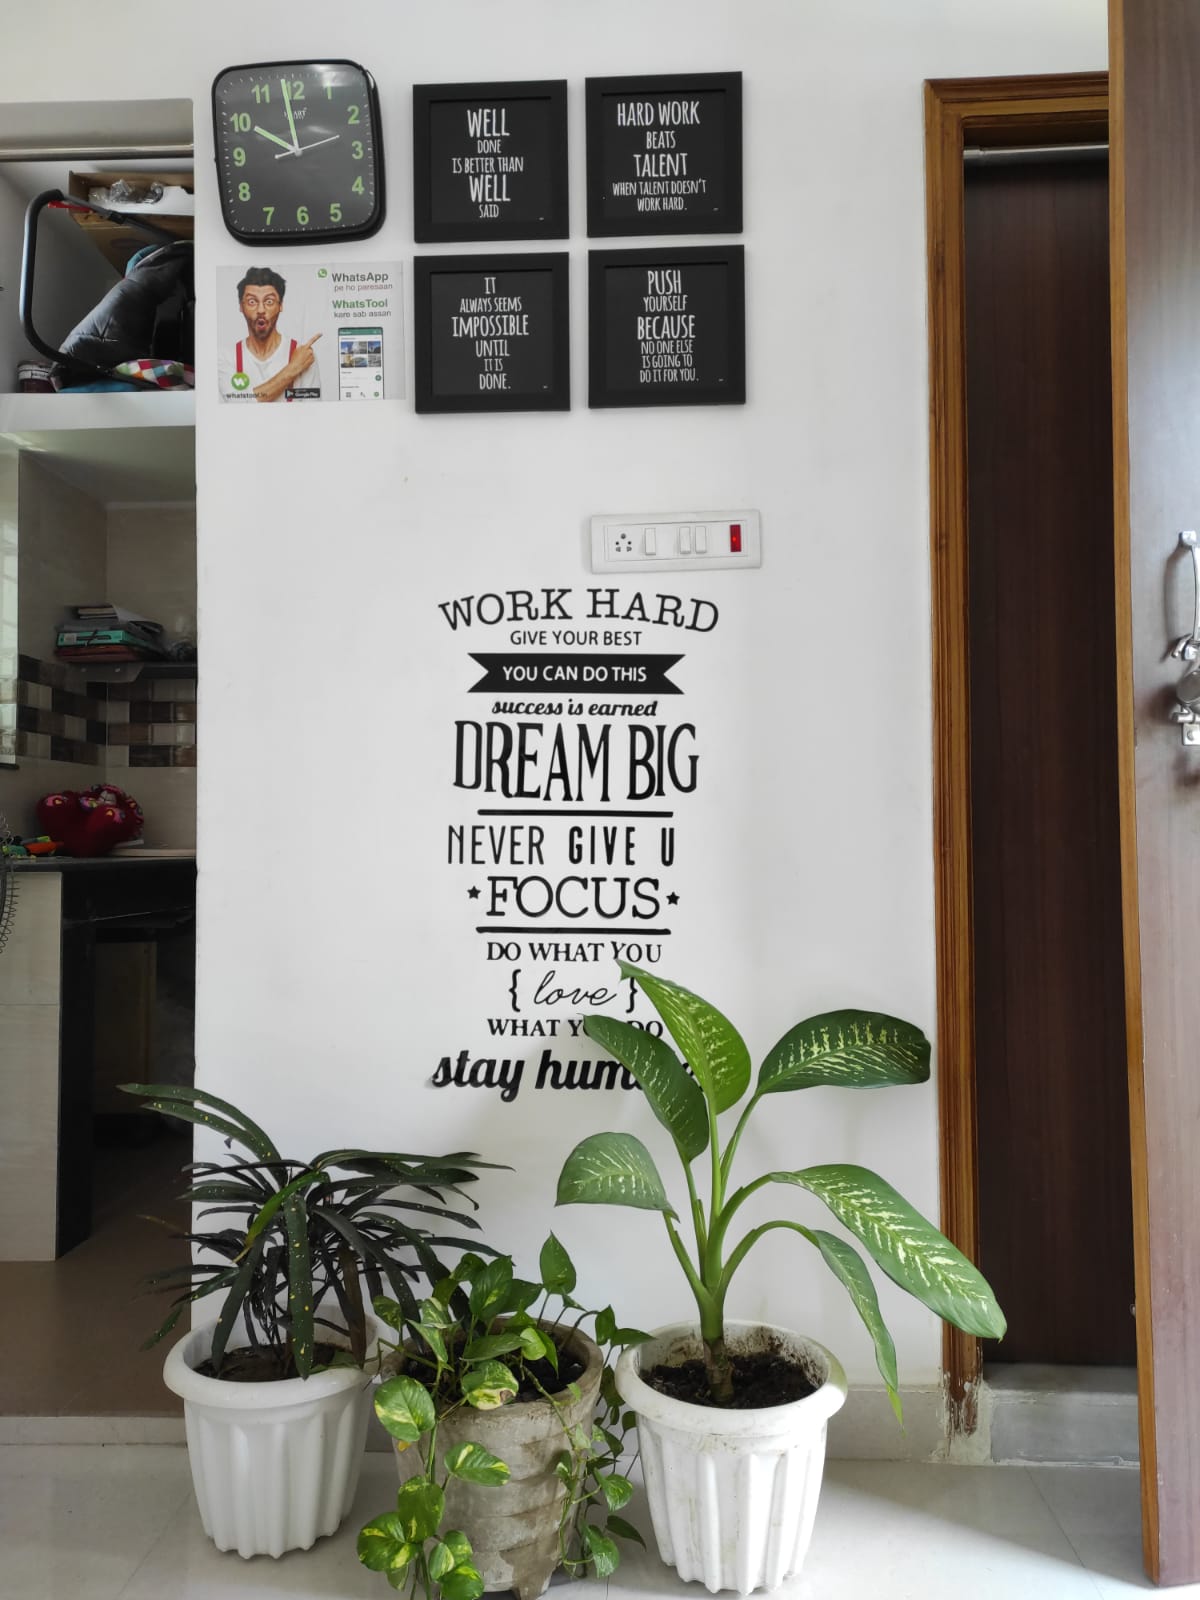 11 12 1
10 2
9 3
8 4
7 6 5
WELL
DONE
IS BETTER THAN
WELL
SAID
HARD WORK
BEATS
TALENT
WHEN TALENT DOESN'T
WORK HARD.
WhatsApp
pe ho paresaan
WhatsTool
kare sab assan
whatstool.in
Google Play
IT
ALWAYS SEEMS
IMPOSSIBLE
UNTIL
IT IS
DONE.
PUSH
YOURSELF
BECAUSE
NO ONE ELSE
IS GOING TO
DO IT FOR YOU.
WORK HARD
GIVE YOUR BEST
YOU CAN DO THIS
success is earned
DREAM BIG
NEVER GIVE U
FOCUS
DO WHAT YOU
{ love }
WHAT DO
stay